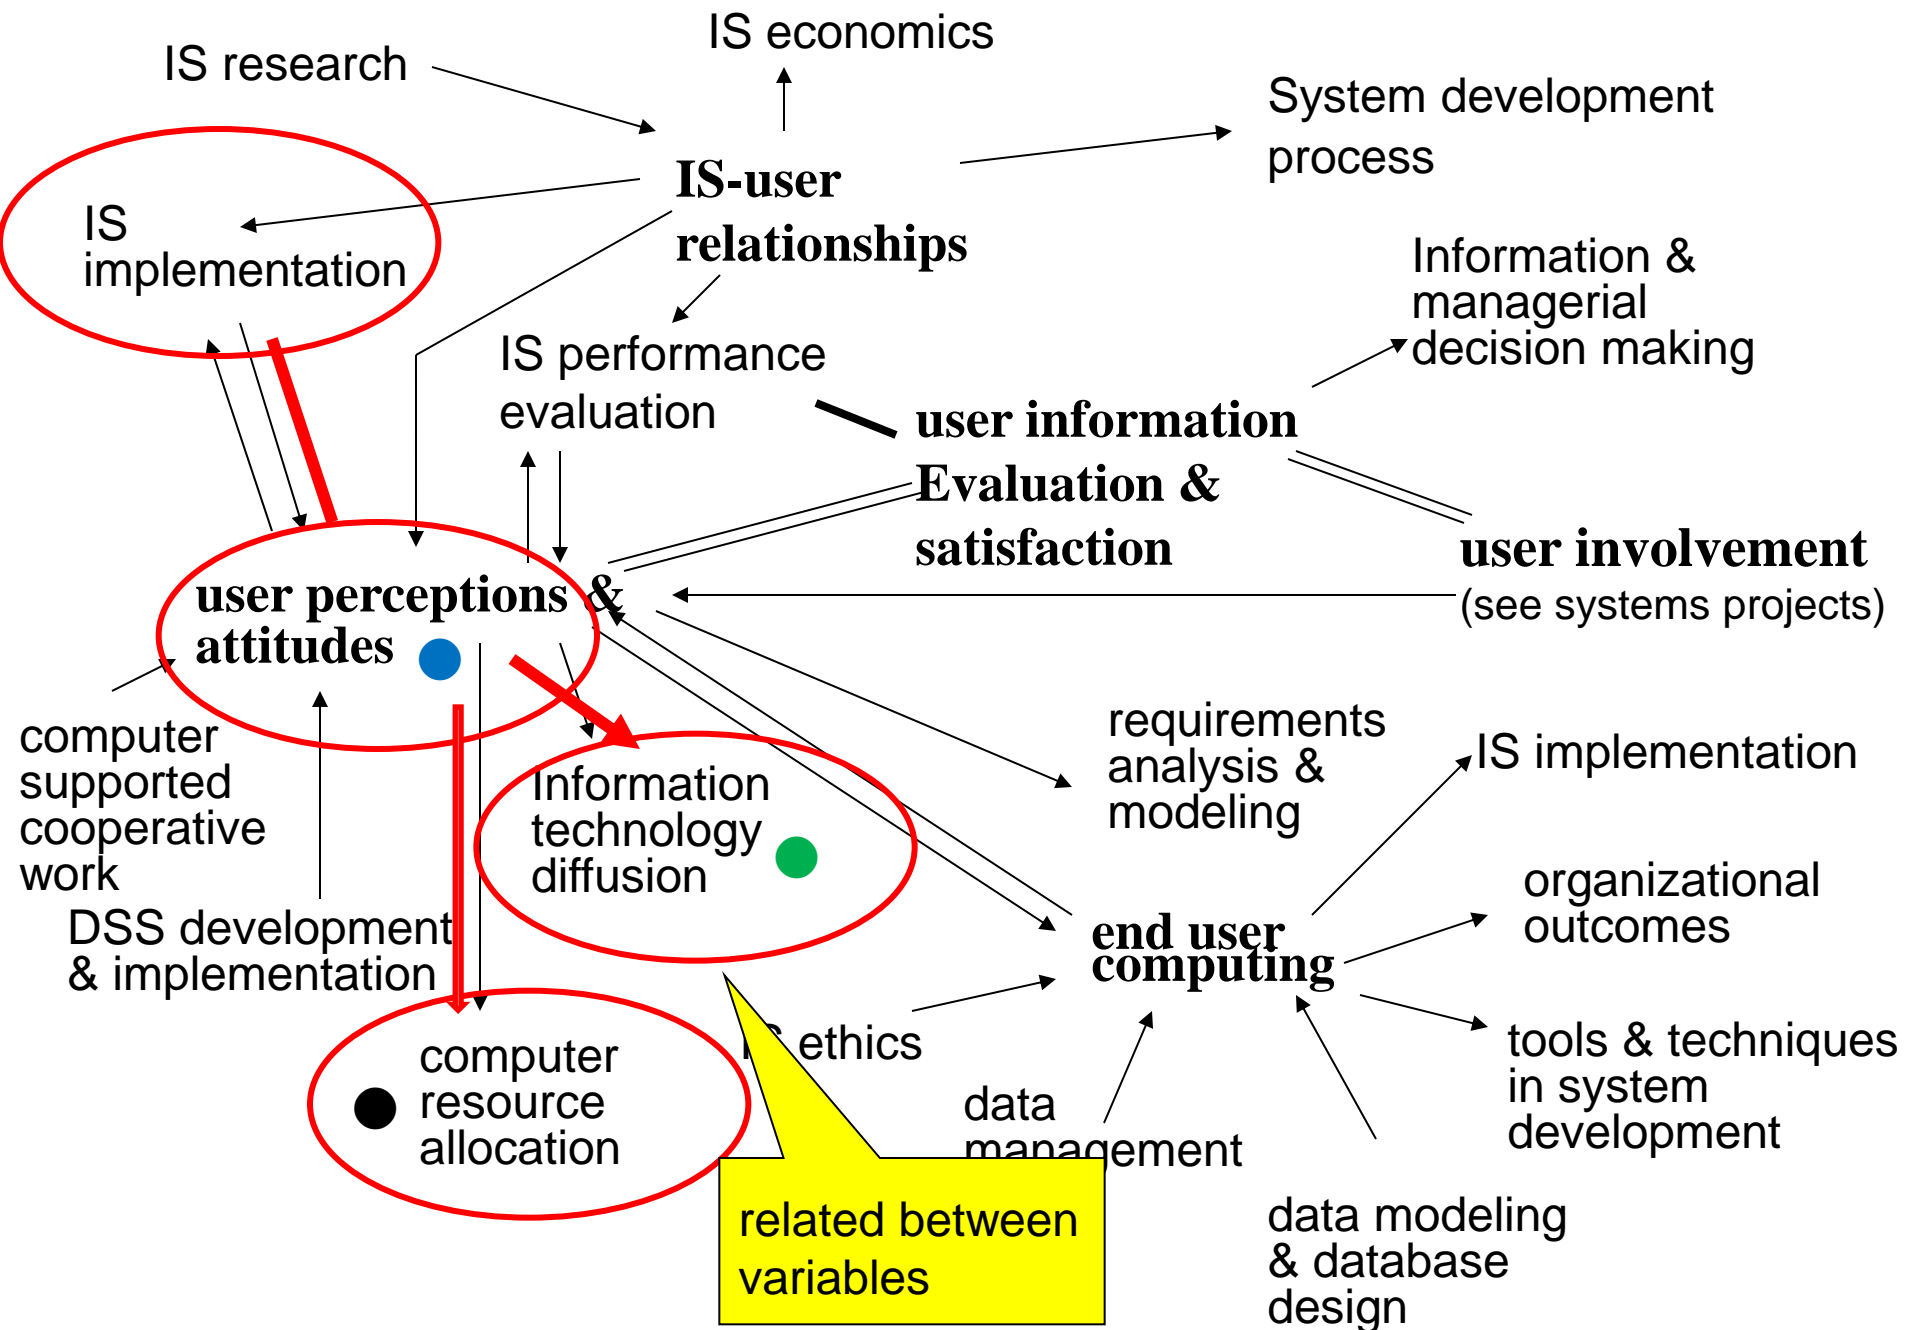 IS economics
IS research
System development
process
IS-user
relationships
IS
implementation
Information &
managerial
decision making
IS performance
evaluation
user information
Evaluation &
satisfaction
user involvement
(see systems projects)
user perceptions &
attitudes
computer
supported
cooperative
work
requirements
analysis &
modeling
IS implementation
Information
technology
diffusion
organizational
outcomes
DSS development
& implementation
end user
computing
ethics
tools & techniques
in system
development
computer
resource
allocation
data
management
related between
variables
data modeling
& database
design